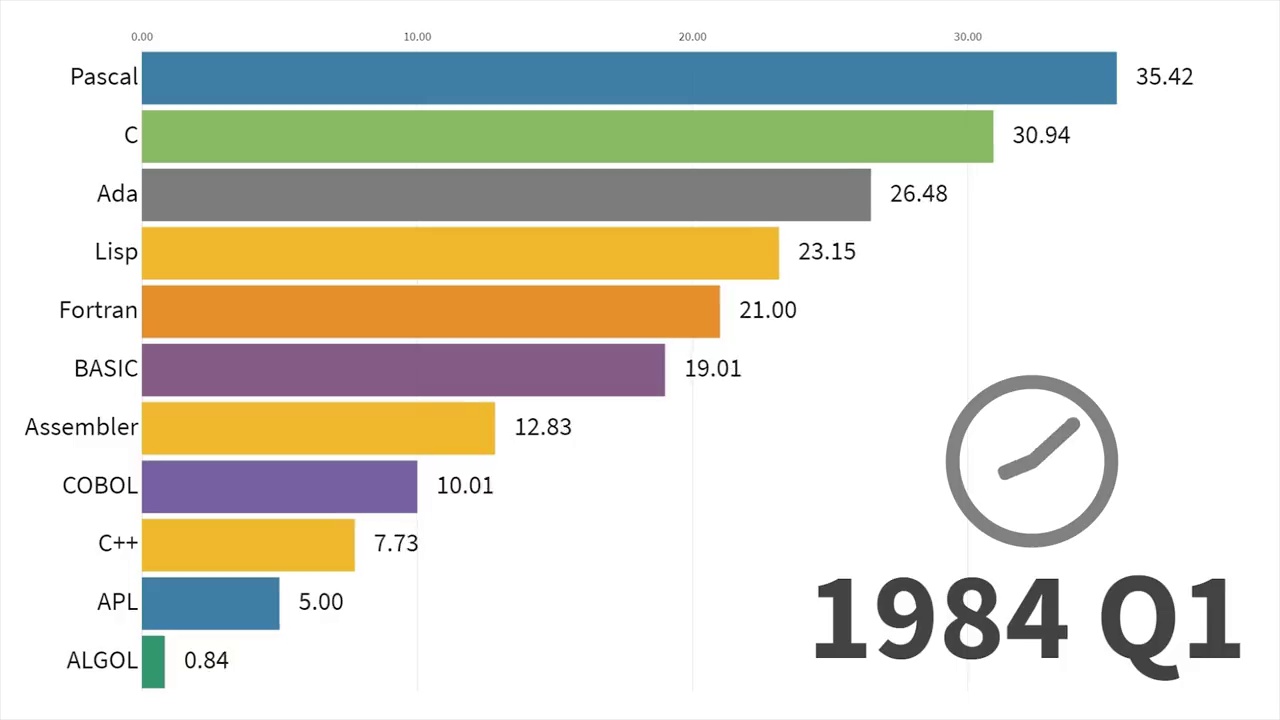 0.00 10.00 20.00 30.00
Pascal 35.42
C 30.94
Ada 26.48
Lisp 23.15
Fortran 21.00
BASIC 19.01
Assembler 12.83
COBOL 10.01
C++ 7.73
APL 5.00
ALGOL 0.84
1984 Q1